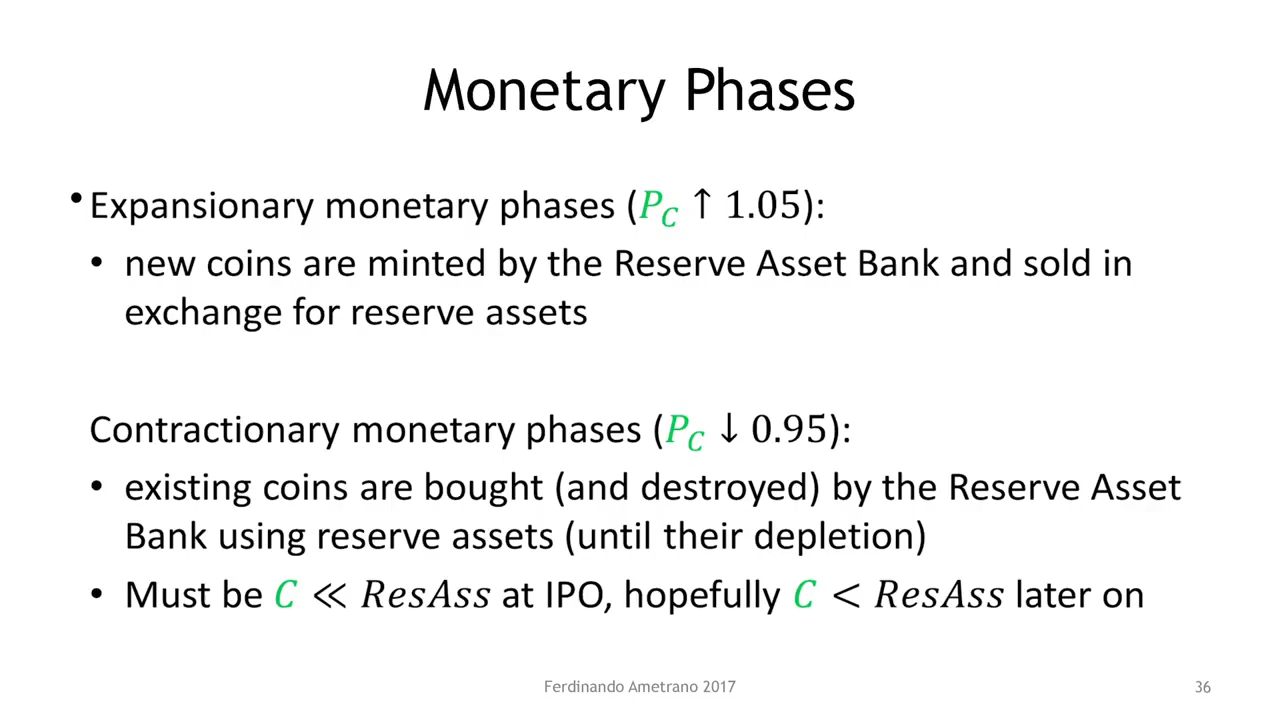 Monetary Phases
• Expansionary monetary phases (P_C ↑ 1.05):
• new coins are minted by the Reserve Asset Bank and sold in
exchange for reserve assets
Contractionary monetary phases (P_C ↓ 0.95):
• existing coins are bought (and destroyed) by the Reserve Asset
Bank using reserve assets (until their depletion)
• Must be C ≪ ResAss at IPO, hopefully C < ResAss later on
Ferdinando Ametrano 2017
36